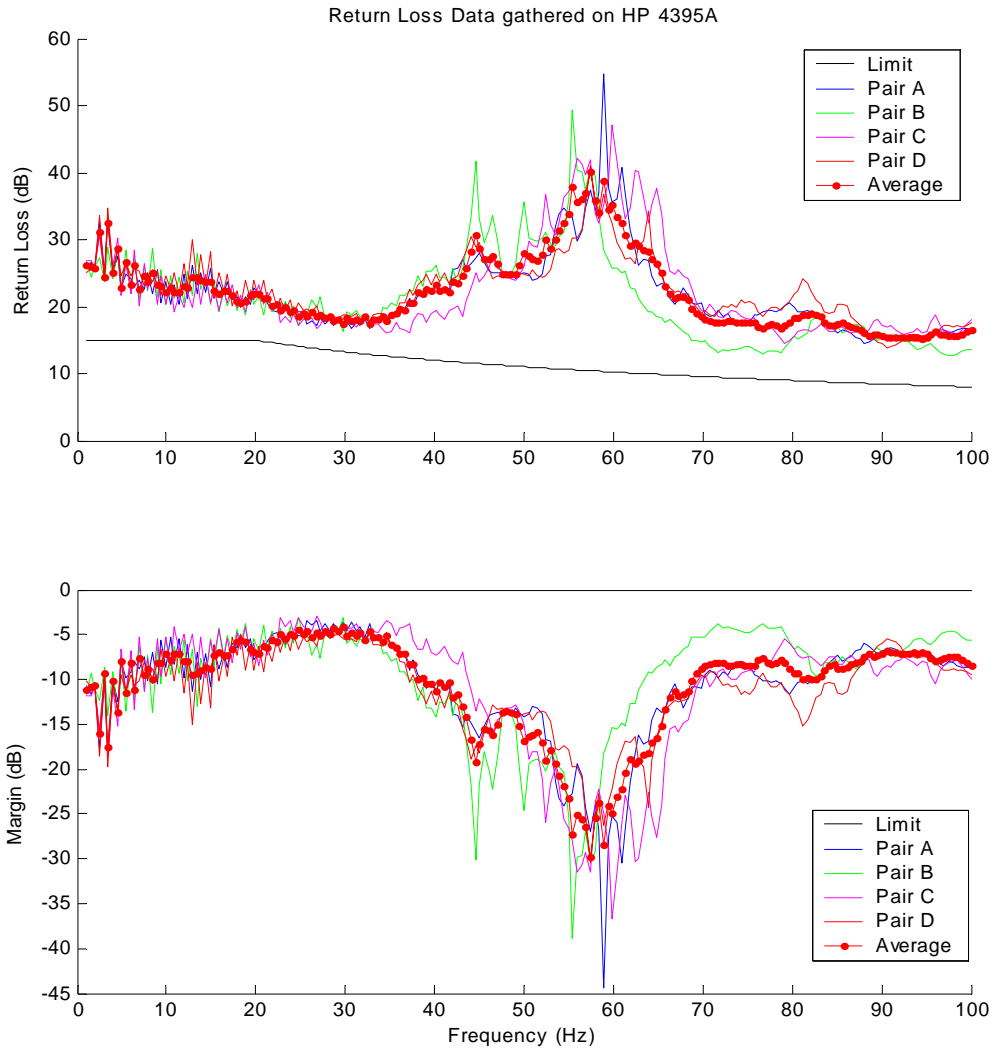 Return Loss Data gathered on HP 4395A
60
50
40
30
20
10
0
Return Loss (dB)
Limit
Pair A
Pair B
Pair C
Pair D
Average
0 10 20 30 40 50 60 70 80 90 100
0
-5
-10
-15
-20
-25
-30
-35
-40
-45
Margin (dB)
Limit
Pair A
Pair B
Pair C
Pair D
Average
0 10 20 30 40 50 60 70 80 90 100
Frequency (Hz)